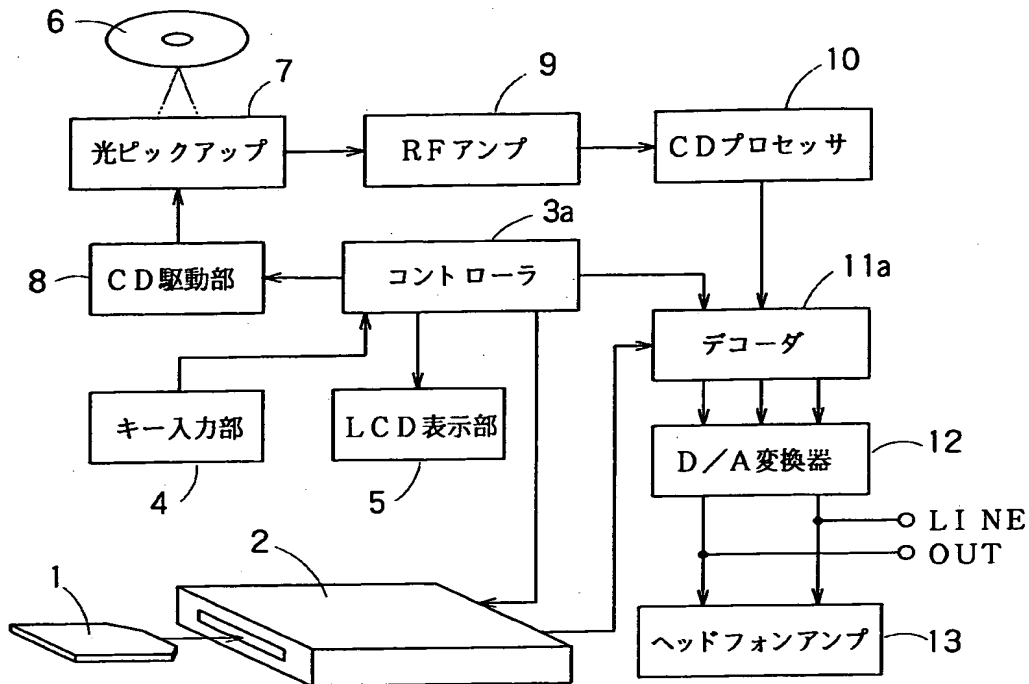 6
7
9
10
光ピックアップ
RFアンプ
CDプロセッサ
3a
8
CD駆動部
コントローラ
11a
デコーダ
キー入力部
LCD表示部
D/A変換器
12
4
5
LINE
OUT
2
1
ヘッドフォンアンプ
13